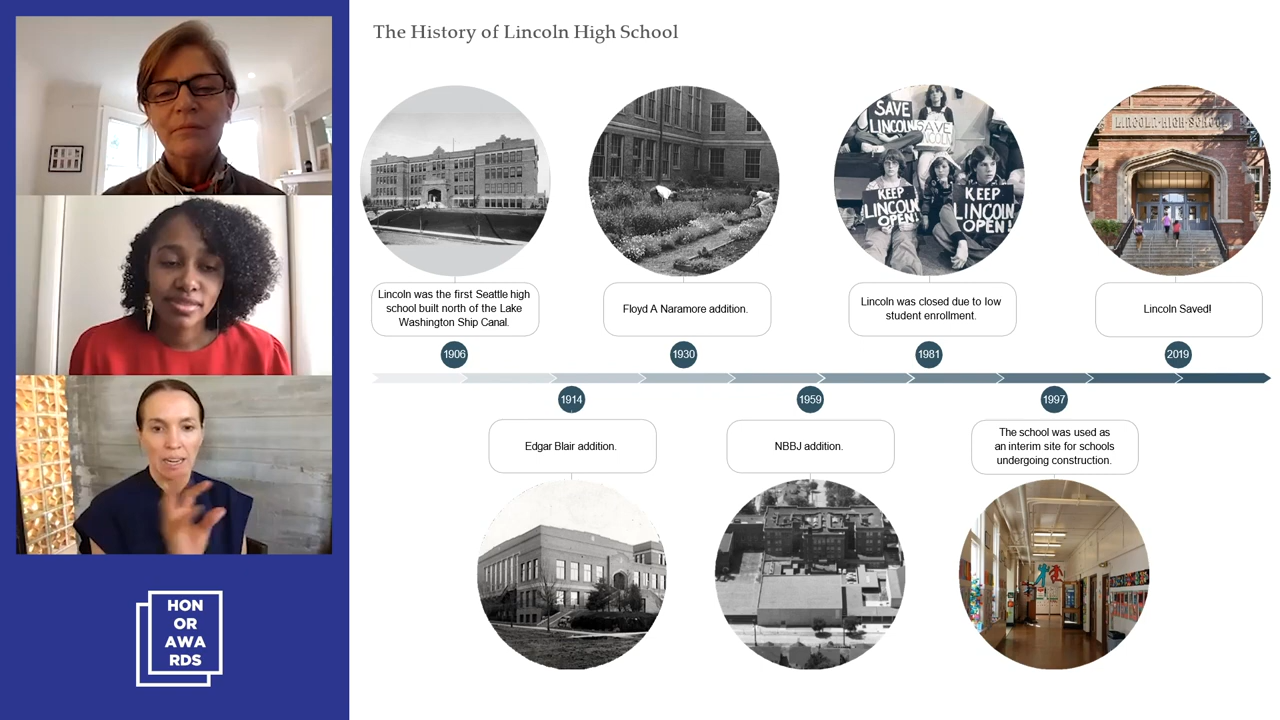 The History of Lincoln High School
SAVE
LINCOLN
SAVE
LINCOLN
KEEP
LINCOLN
OPEN!
KEEP
LINCOLN
OPEN!
LINCOLN·HIGH·SCHOOL
Lincoln was the first Seattle high
school built north of the Lake
Washington Ship Canal.
Floyd A Naramore addition.
Lincoln was closed due to low
student enrollment.
Lincoln Saved!
1906
1930
1981
2019
1914
1959
1997
Edgar Blair addition.
NBBJ addition.
The school was used as
an interim site for schools
undergoing construction.
HON
OR
AWA
RDS